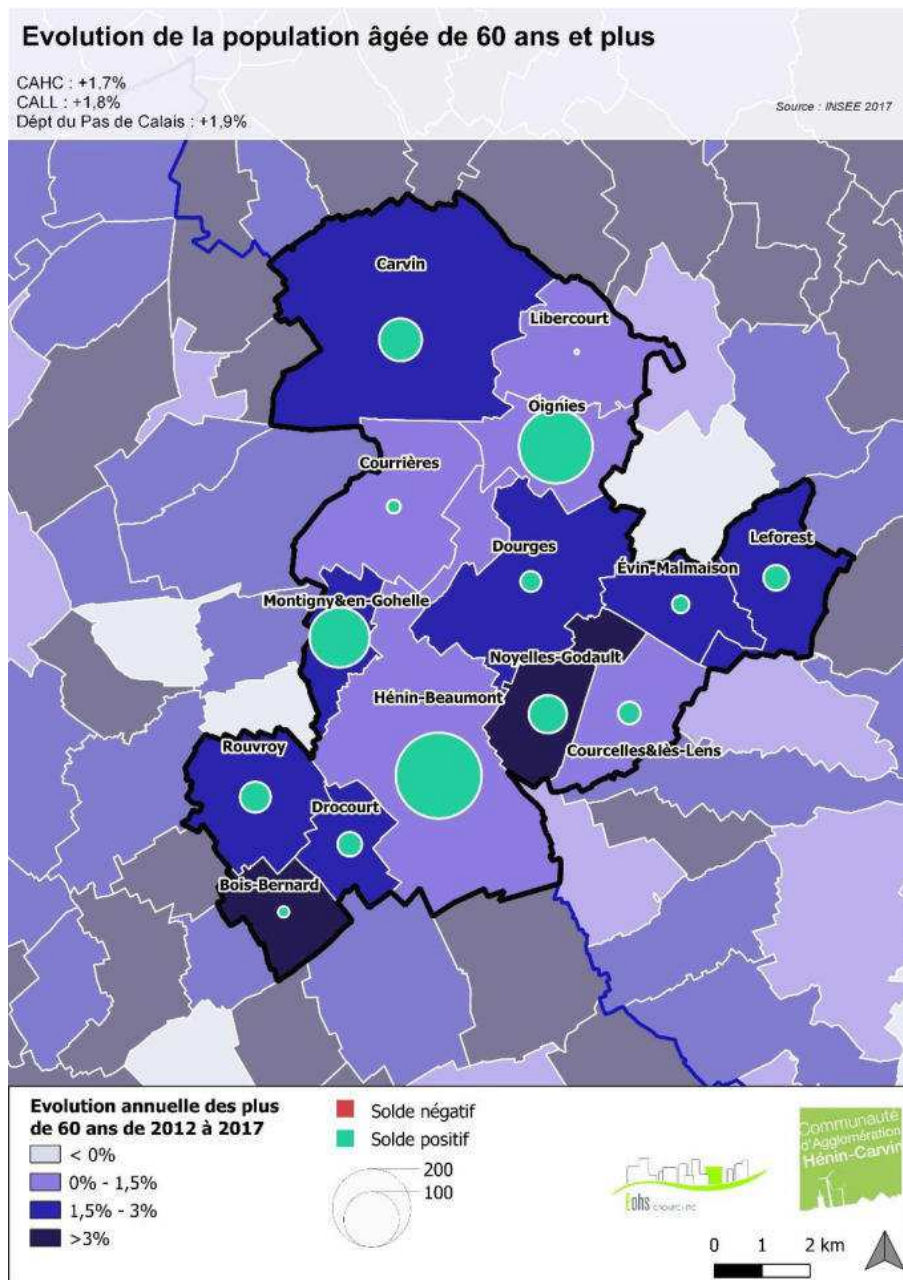 Evolution de la population âgée de 60 ans et plus
CAHC : +1,7%
CALL : +1,8%
Dépt du Pas de Calais : +1,9%
Source : INSEE 2017
Carvin
Libercourt
Oignies
Courrières
Dourges
Leforest
Évin-Malmaison
Montigny&en-Gohelle
Noyelles-Godault
Hénin-Beaumont
Courcelles&lès-Lens
Rouvroy
Drocourt
Bois-Bernard
Evolution annuelle des plus
de 60 ans de 2012 à 2017
< 0%
0% - 1,5%
1,5% - 3%
>3%
Solde négatif
Solde positif
200
100
Communauté
d'Agglomération
Hénin-Carvin
0 1 2 km